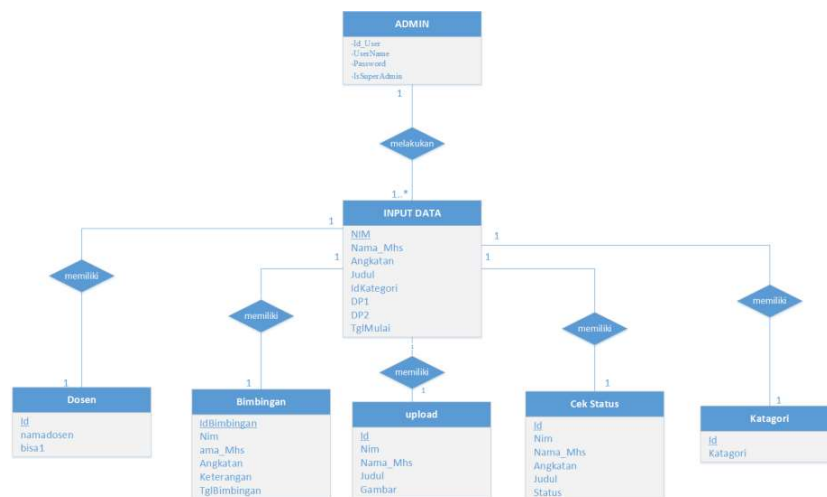 ADMIN
-Id_User
-UserName
-Password
-IsSuperAdmin
1
melakukan
1..*
INPUT DATA
NIM
Nama_Mhs
Angkatan
Judul
IdKategori
DP1
DP2
TglMulai
1
1
1
1
1
memiliki
memiliki
memiliki
memiliki
memiliki
1
1
1
1
1
Dosen
Id
namadosen
bisa1
Bimbingan
IdBimbingan
Nim
ama_Mhs
Angkatan
Keterangan
TglBimbingan
upload
Id
Nim
Nama_Mhs
Judul
Gambar
Cek Status
Id
Nim
Nama_Mhs
Angkatan
Judul
Status
Katagori
Id
Katagori